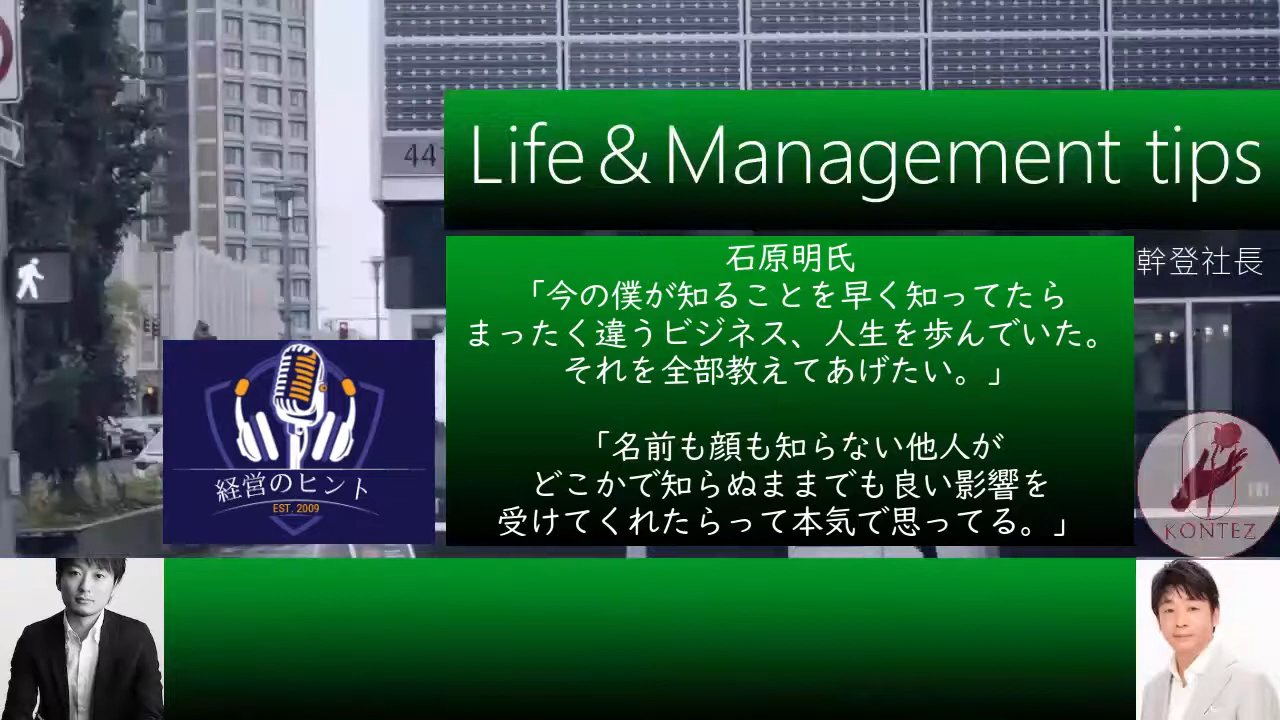 Life & Management tips
441
石原明氏
「今の僕が知ることを早く知ってたら
まったく違うビジネス、人生を歩んでいた。
それを全部教えてあげたい。」
「名前も顔も知らない他人が
どこかで知らぬままでも良い影響を
受けてくれたらって本気で思ってる。」
幹登社長
経営のヒント
EST. 2009
KONTEZ